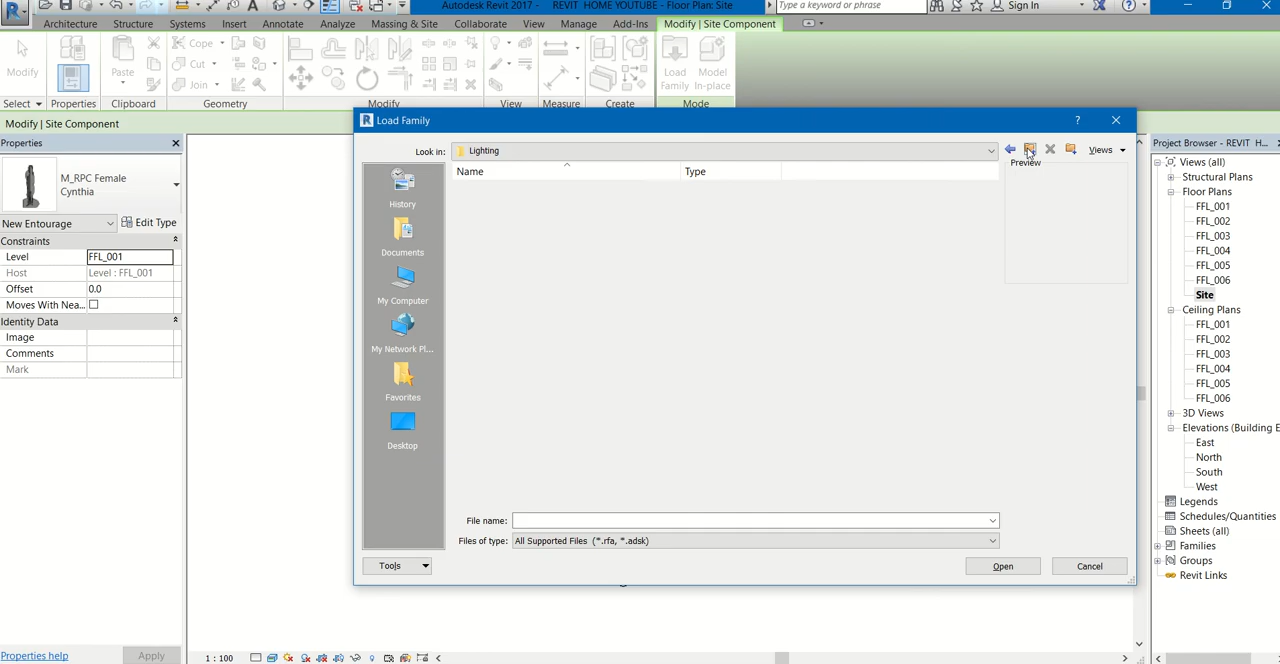 Autodesk Revit 2017 - REVIT HOME YOUTUBE - Floor Plan: Site
Type a keyword or phrase
Sign In
Architecture Structure Systems Insert Annotate Analyze Massing & Site Collaborate View Manage Add-Ins Modify | Site Component
Modify
Paste
Cope
Cut
Join
Load Family
Model In-place
Select Properties Clipboard Geometry Modify View Measure Create Mode
Modify | Site Component
Properties
M_RPC Female
Cynthia
New Entourage
Edit Type
Constraints
Level FFL_001
Host Level : FFL_001
Offset 0.0
Moves With Nea...
Identity Data
Image
Comments
Mark
Properties help
Apply
Load Family
?
Look in: Lighting
Views
Name Type
Preview
History
Documents
My Computer
My Network Pl...
Favorites
Desktop
File name:
Files of type: All Supported Files (*.rfa, *.adsk)
Tools
Open
Cancel
1 : 100
Project Browser - REVIT H...
Views (all)
Structural Plans
Floor Plans
FFL_001
FFL_002
FFL_003
FFL_004
FFL_005
FFL_006
Site
Ceiling Plans
FFL_001
FFL_002
FFL_003
FFL_004
FFL_005
FFL_006
3D Views
Elevations (Building E
East
North
South
West
Legends
Schedules/Quantities
Sheets (all)
Families
Groups
Revit Links